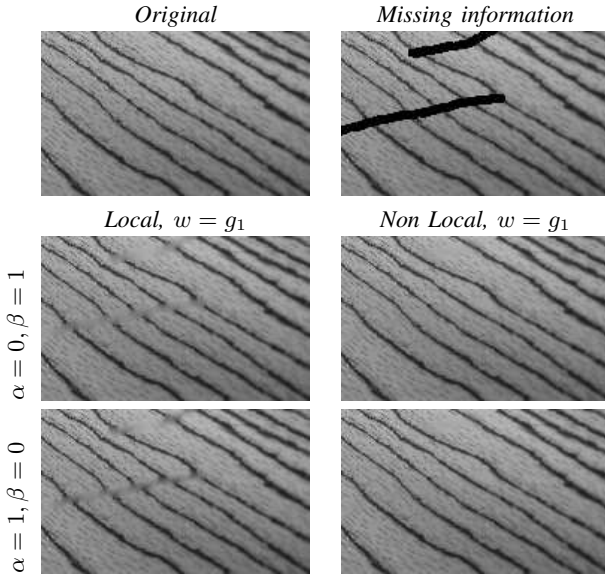 Original
Missing information
Local, w = g₁
Non Local, w = g₁
α = 0, β = 1
α = 1, β = 0